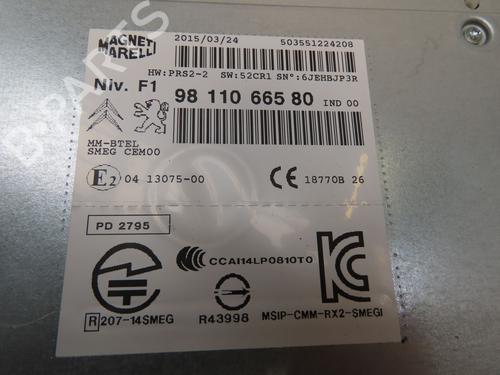 MAGNETI MARELLI
2015/03/24 503551224208
HW:PRS2-2 SW:52CR1 SN°:6JEHBJP3R
Niv. F1
98 110 665 80 IND 00
MM-BTEL
SMEG CEM00
E2 04 13075-00
CE 18770B 26
PD 2795
CCAI14LP0810T0
R 207-14SMEG
R43998
MSIP-CMM-RX2-SMEGI
B-PARTS